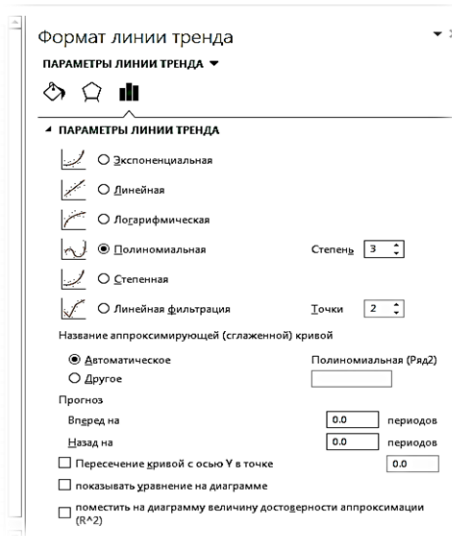 Формат линии тренда
ПАРАМЕТРЫ ЛИНИИ ТРЕНДА
ПАРАМЕТРЫ ЛИНИИ ТРЕНДА
Экспоненциальная
Линейная
Логарифмическая
Полиномиальная Степень 3
Степенная
Линейная фильтрация Точки 2
Название аппроксимирующей (сглаженной) кривой
Автоматическое Полиномиальная (Ряд2)
Другое
Прогноз
Вперед на 0.0 периодов
Назад на 0.0 периодов
Пересечение кривой с осью Y в точке 0.0
показывать уравнение на диаграмме
поместить на диаграмму величину достоверности аппроксимации
(R^2)